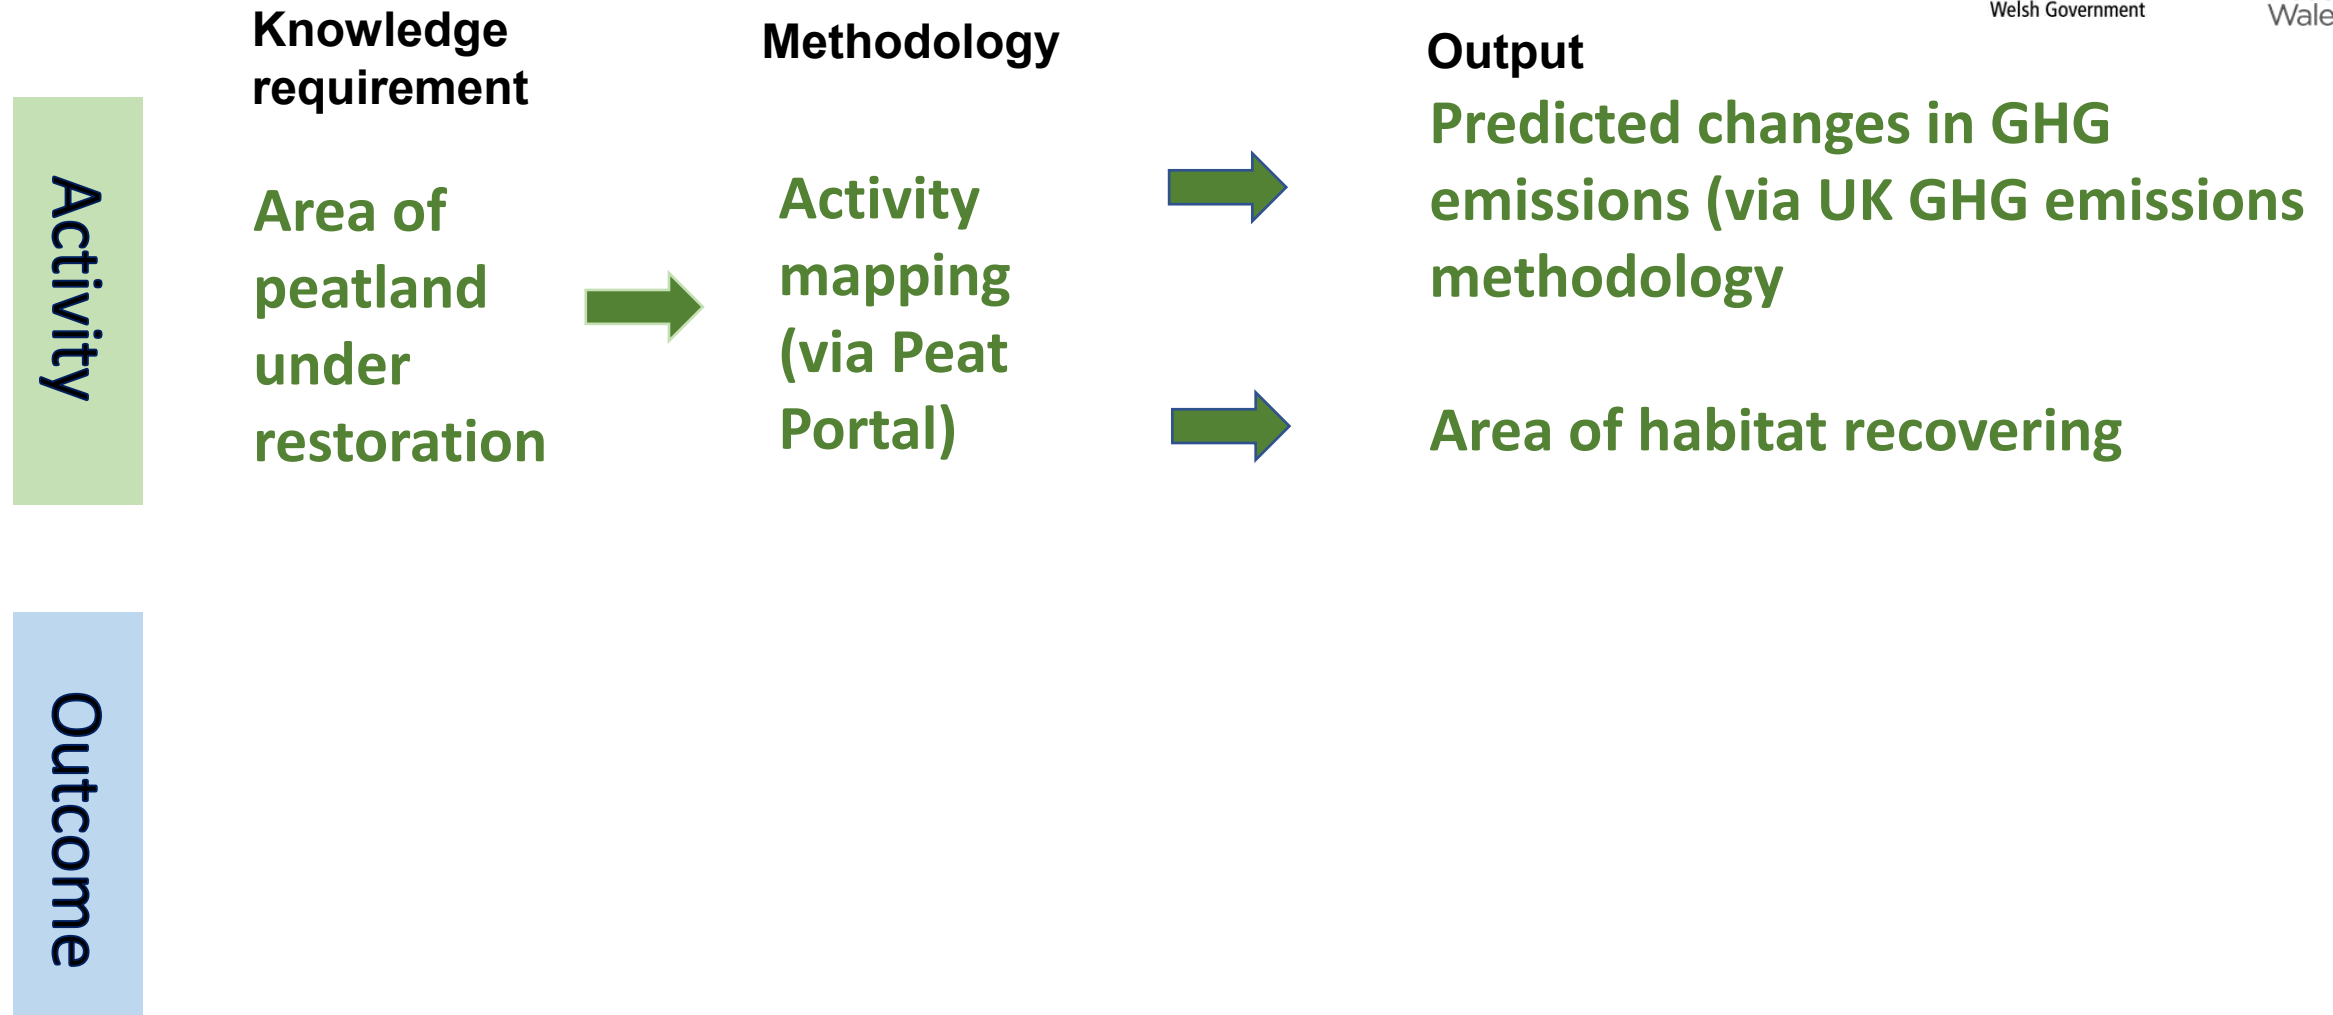 Welsh Government
Wale
Knowledge
requirement
Methodology
Output
Activity
Area of
peatland
under
restoration
Activity
mapping
(via Peat
Portal)
Predicted changes in GHG
emissions (via UK GHG emissions
methodology
Area of habitat recovering
Outcome